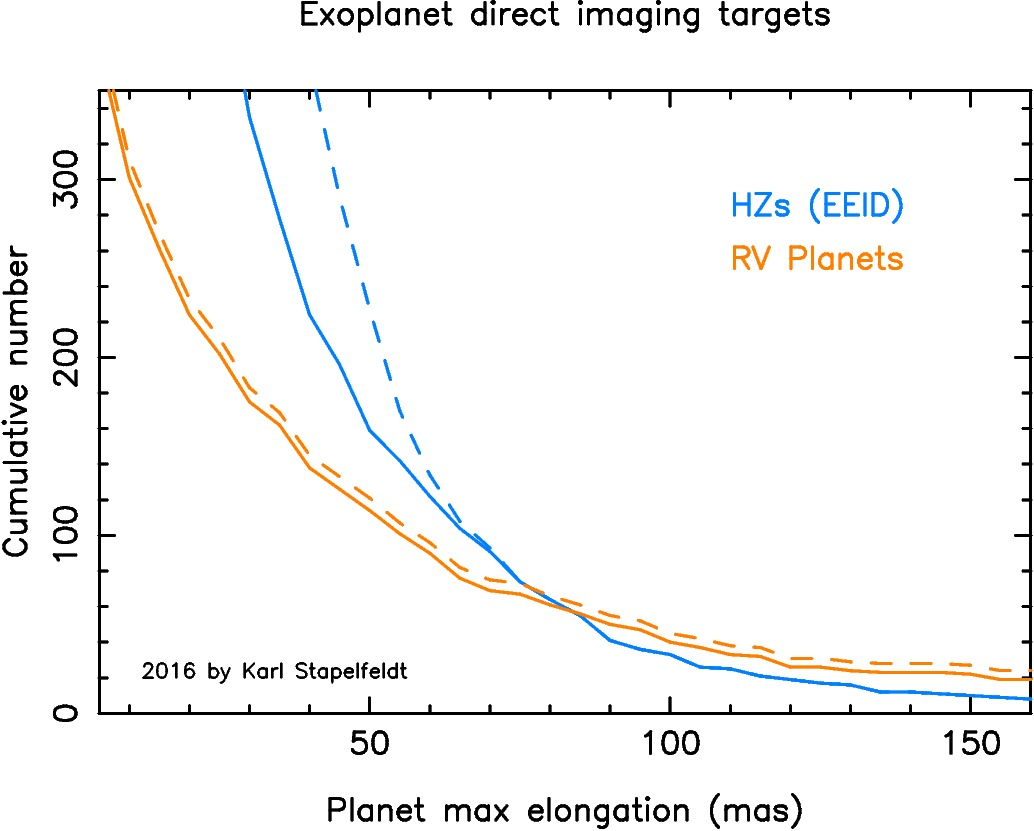 Exoplanet direct imaging targets
300
HZs (EEID)
RV Planets
200
Cumulative number
100
2016 by Karl Stapelfeldt
0
50 100 150
Planet max elongation (mas)